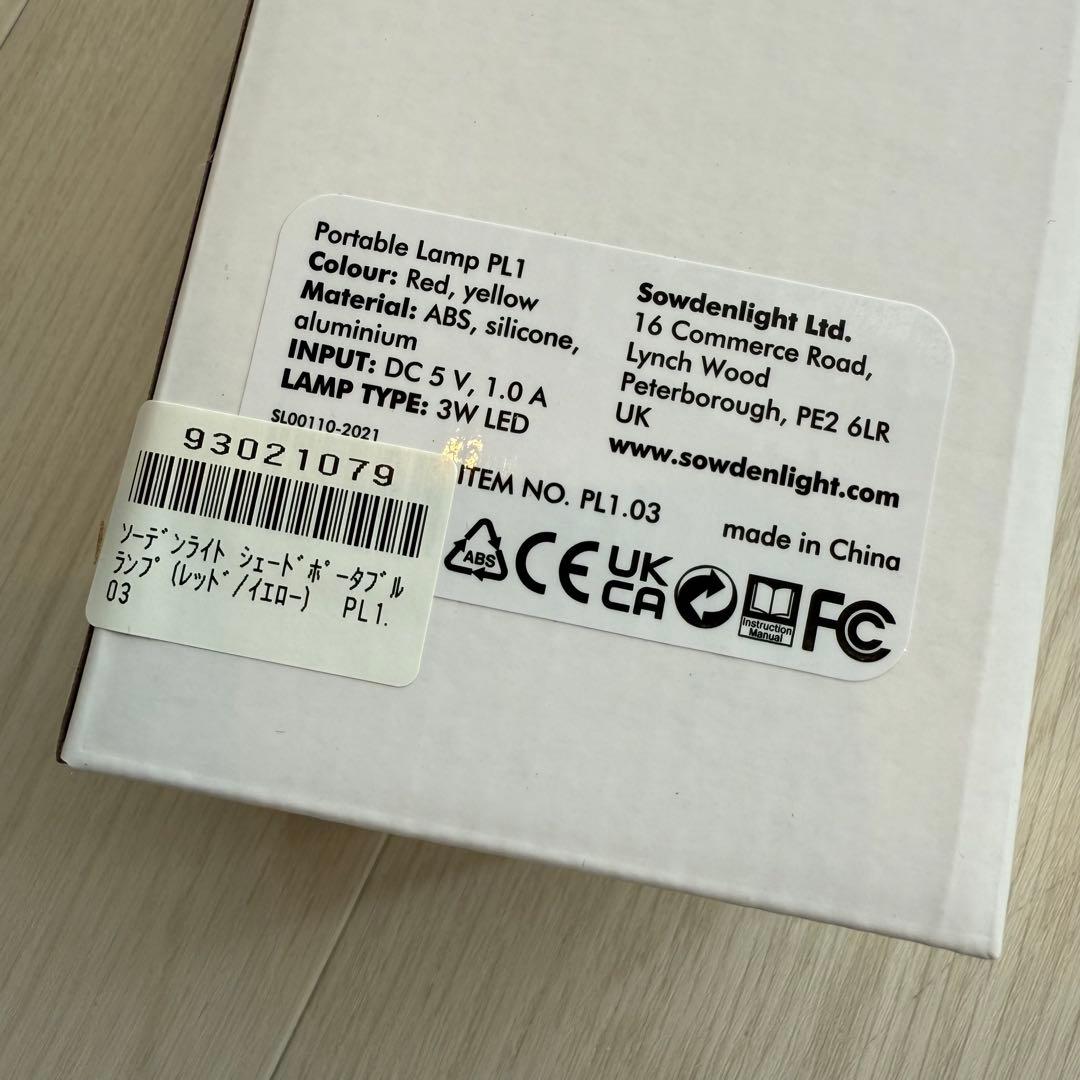 Portable Lamp PL1
Colour: Red, yellow
Material: ABS, silicone,
aluminium
INPUT: DC 5 V, 1.0 A
LAMP TYPE: 3W LED
SL00110-2021
Sowdenlight Ltd.
16 Commerce Road,
Lynch Wood
Peterborough, PE2 6LR
UK
www.sowdenlight.com
ITEM NO. PL1.03
made in China
ABS
CE
UK
CA
Instruction
Manual
FC
93021079
ソーデンライト シェードポータブル
ランプ (レッド/イエロー) PL1.
03